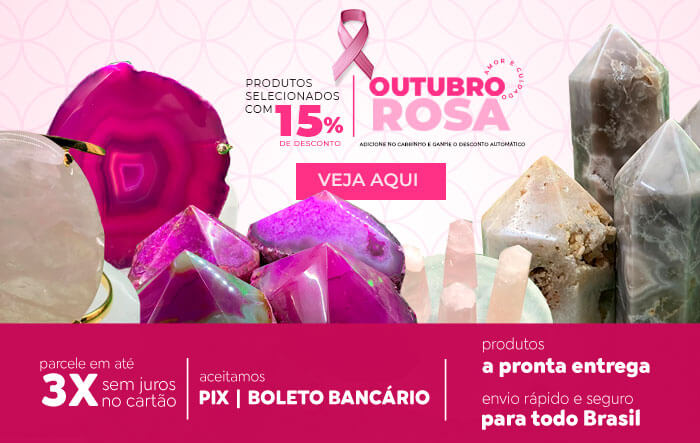 PRODUTOS
SELECIONADOS
COM 15%
DE DESCONTO
AMOR E CUIDADO
OUTUBRO
ROSA
ADICIONE NO CARRINHO E GANHE O DESCONTO AUTOMÁTICO
VEJA AQUI
parcele em até
3X sem juros
no cartão
aceitamos
PIX | BOLETO BANCÁRIO
produtos
a pronta entrega
envio rápido e seguro
para todo Brasil